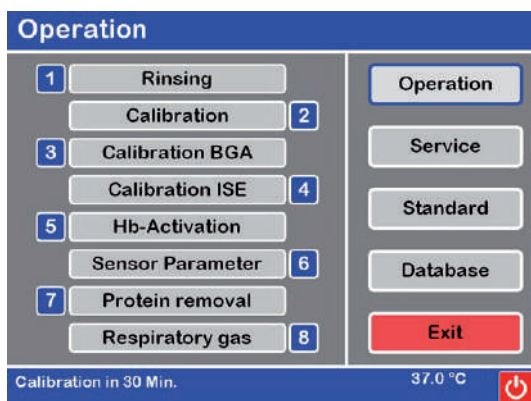 Operation
1 Rinsing
Calibration 2
3 Calibration BGA
Calibration ISE 4
5 Hb-Activation
Sensor Parameter 6
7 Protein removal
Respiratory gas 8
Operation
Service
Standard
Database
Exit
Calibration in 30 Min. 37.0 °C